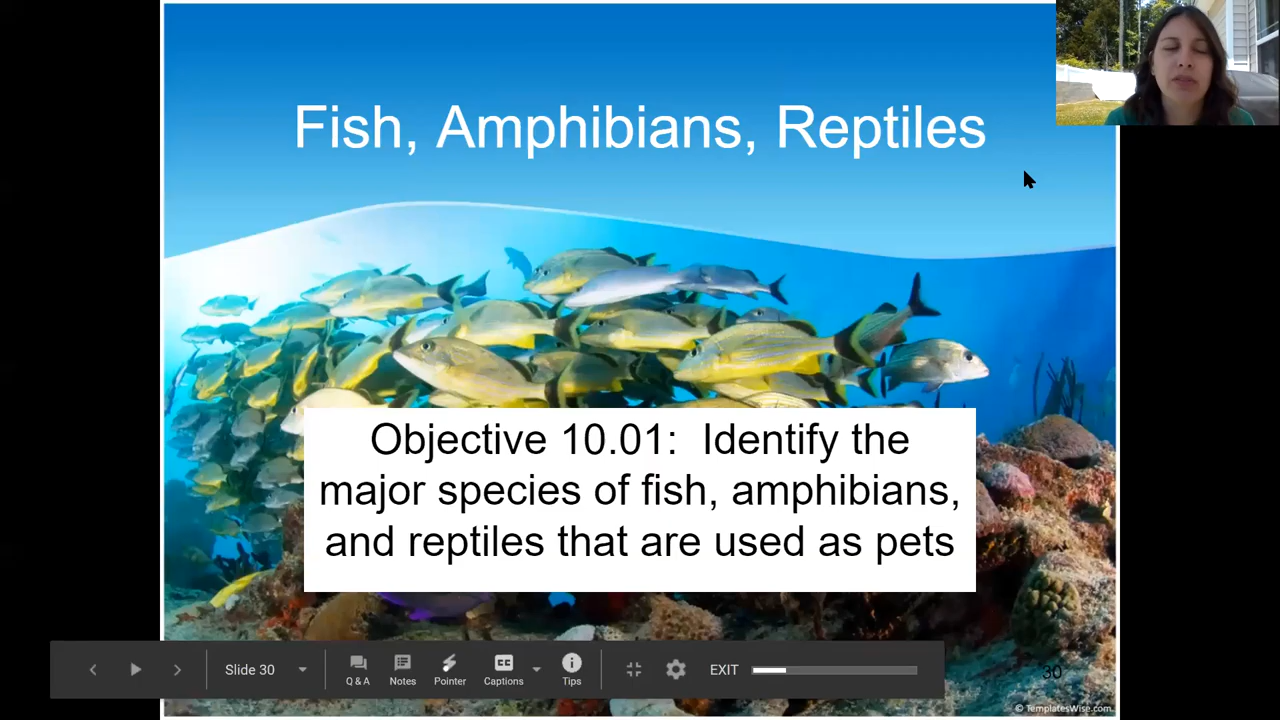 Fish, Amphibians, Reptiles
Objective 10.01: Identify the
major species of fish, amphibians,
and reptiles that are used as pets
Slide 30
Q & A
Notes
Pointer
Captions
Tips
EXIT
30
© TemplatesWise.com